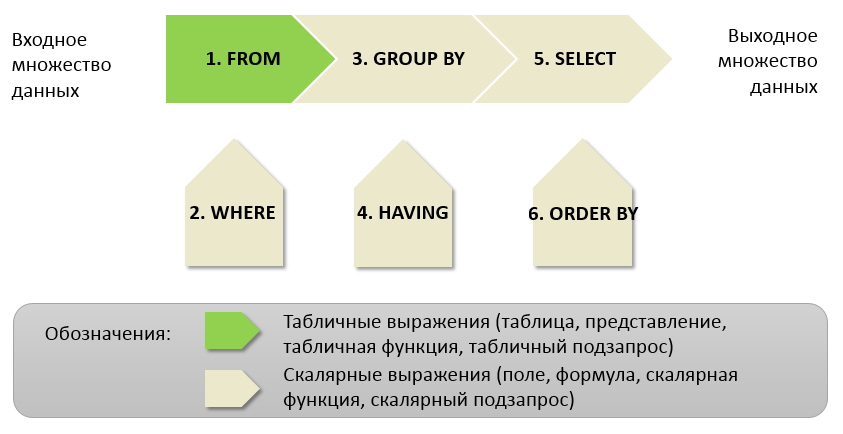 Входное
множество
данных
1. FROM
3. GROUP BY
5. SELECT
Выходное
множество
данных
2. WHERE
4. HAVING
6. ORDER BY
Обозначения:
Табличные выражения (таблица, представление,
табличная функция, табличный подзапрос)
Скалярные выражения (поле, формула, скалярная
функция, скалярный подзапрос)